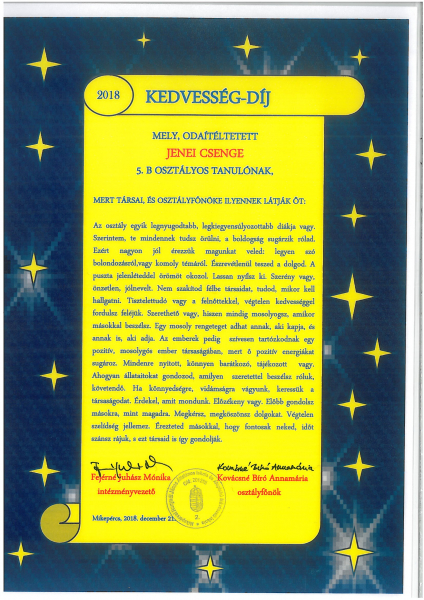 2018
KEDVESSÉG-DÍJ
MELY, ODAÍTÉLTETETT
JENEI CSENGE
5. B OSZTÁLYOS TANULÓNAK,
MERT TÁRSAI, ÉS OSZTÁLYFŐNÖKE ILYENNEK LÁTJÁK ŐT:
Az osztály egyik legnyugodtabb, legkiegyensúlyozottabb diákja vagy.
Szerintem, te mindennek tudsz örülni, a boldogság sugárzik rólad.
Ezért nagyon jól érezzük magunkat veled: legyen szó
bolondozásról,vagy komoly témáról. Észrevétlenül teszed a dolgod. A
puszta jelenléteddel örömöt okozol. Lassan nyílsz ki. Szerény vagy,
önzetlen, jólnevelt. Nem szakítod félbe társaidat, tudod, mikor kell
hallgatni. Tisztelettudó vagy a felnőttekkel, végtelen kedvességgel
fordulsz feléjük. Szerethető vagy, hiszen mindig mosolyogsz, amikor
másokkal beszélsz. Egy mosoly rengeteget adhat annak, aki kapja, és
annak is, aki adja. Az emberek pedig szívesen tartózkodnak egy
pozitív, mosolygós ember társaságában, mert ő pozitív energiákat
sugároz. Mindenre nyitott, könnyen barátkozó, tájékozott vagy.
Ahogyan állataitokat gondozod, amilyen szeretettel beszélsz róluk,
követendő. Ha könnyedségre, vidámságra vágyunk, keressük a
társaságodat. Érdekel, amit mondunk. Előzékeny vagy. Előbb gondolsz
másokra, mint magadra. Megkérsz, megköszönsz dolgokat. Végtelen
szelídség jellemez. Érezteted másokkal, hogy fontosak neked, időt
szánsz rájuk, s ezt társaid is így gondolják.
Kovácsné Bíró Annamária
Fejérné Juhász Mónika Kovácsné Bíró Annamária
intézményvezető osztályfőnök
Mikepércs, 2018. december 21.